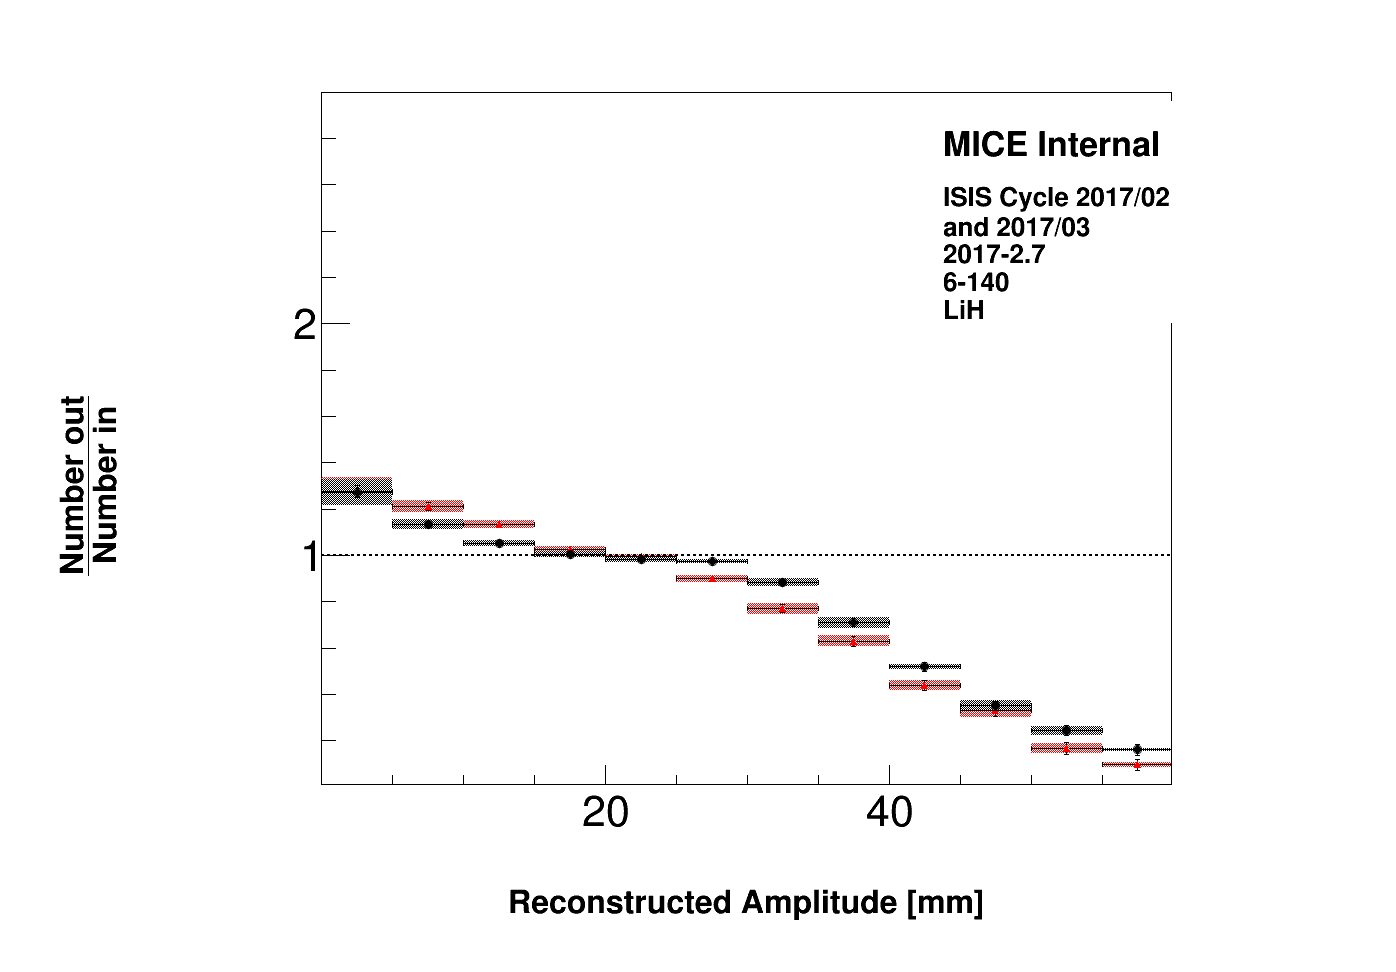 MICE Internal
ISIS Cycle 2017/02
and 2017/03
2017-2.7
6-140
LiH
2
1
Number out
Number in
20
40
Reconstructed Amplitude [mm]